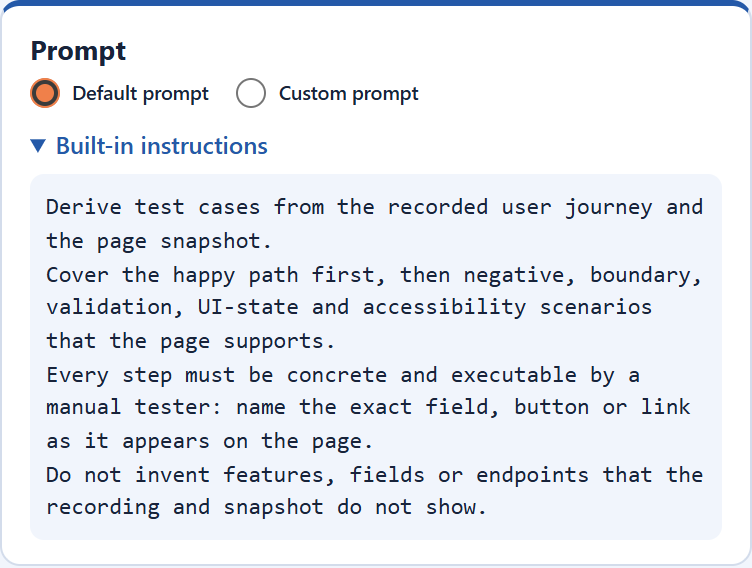 Prompt
Default prompt
Custom prompt
Built-in instructions
Derive test cases from the recorded user journey and
the page snapshot.
Cover the happy path first, then negative, boundary,
validation, UI-state and accessibility scenarios
that the page supports.
Every step must be concrete and executable by a
manual tester: name the exact field, button or link
as it appears on the page.
Do not invent features, fields or endpoints that the
recording and snapshot do not show.